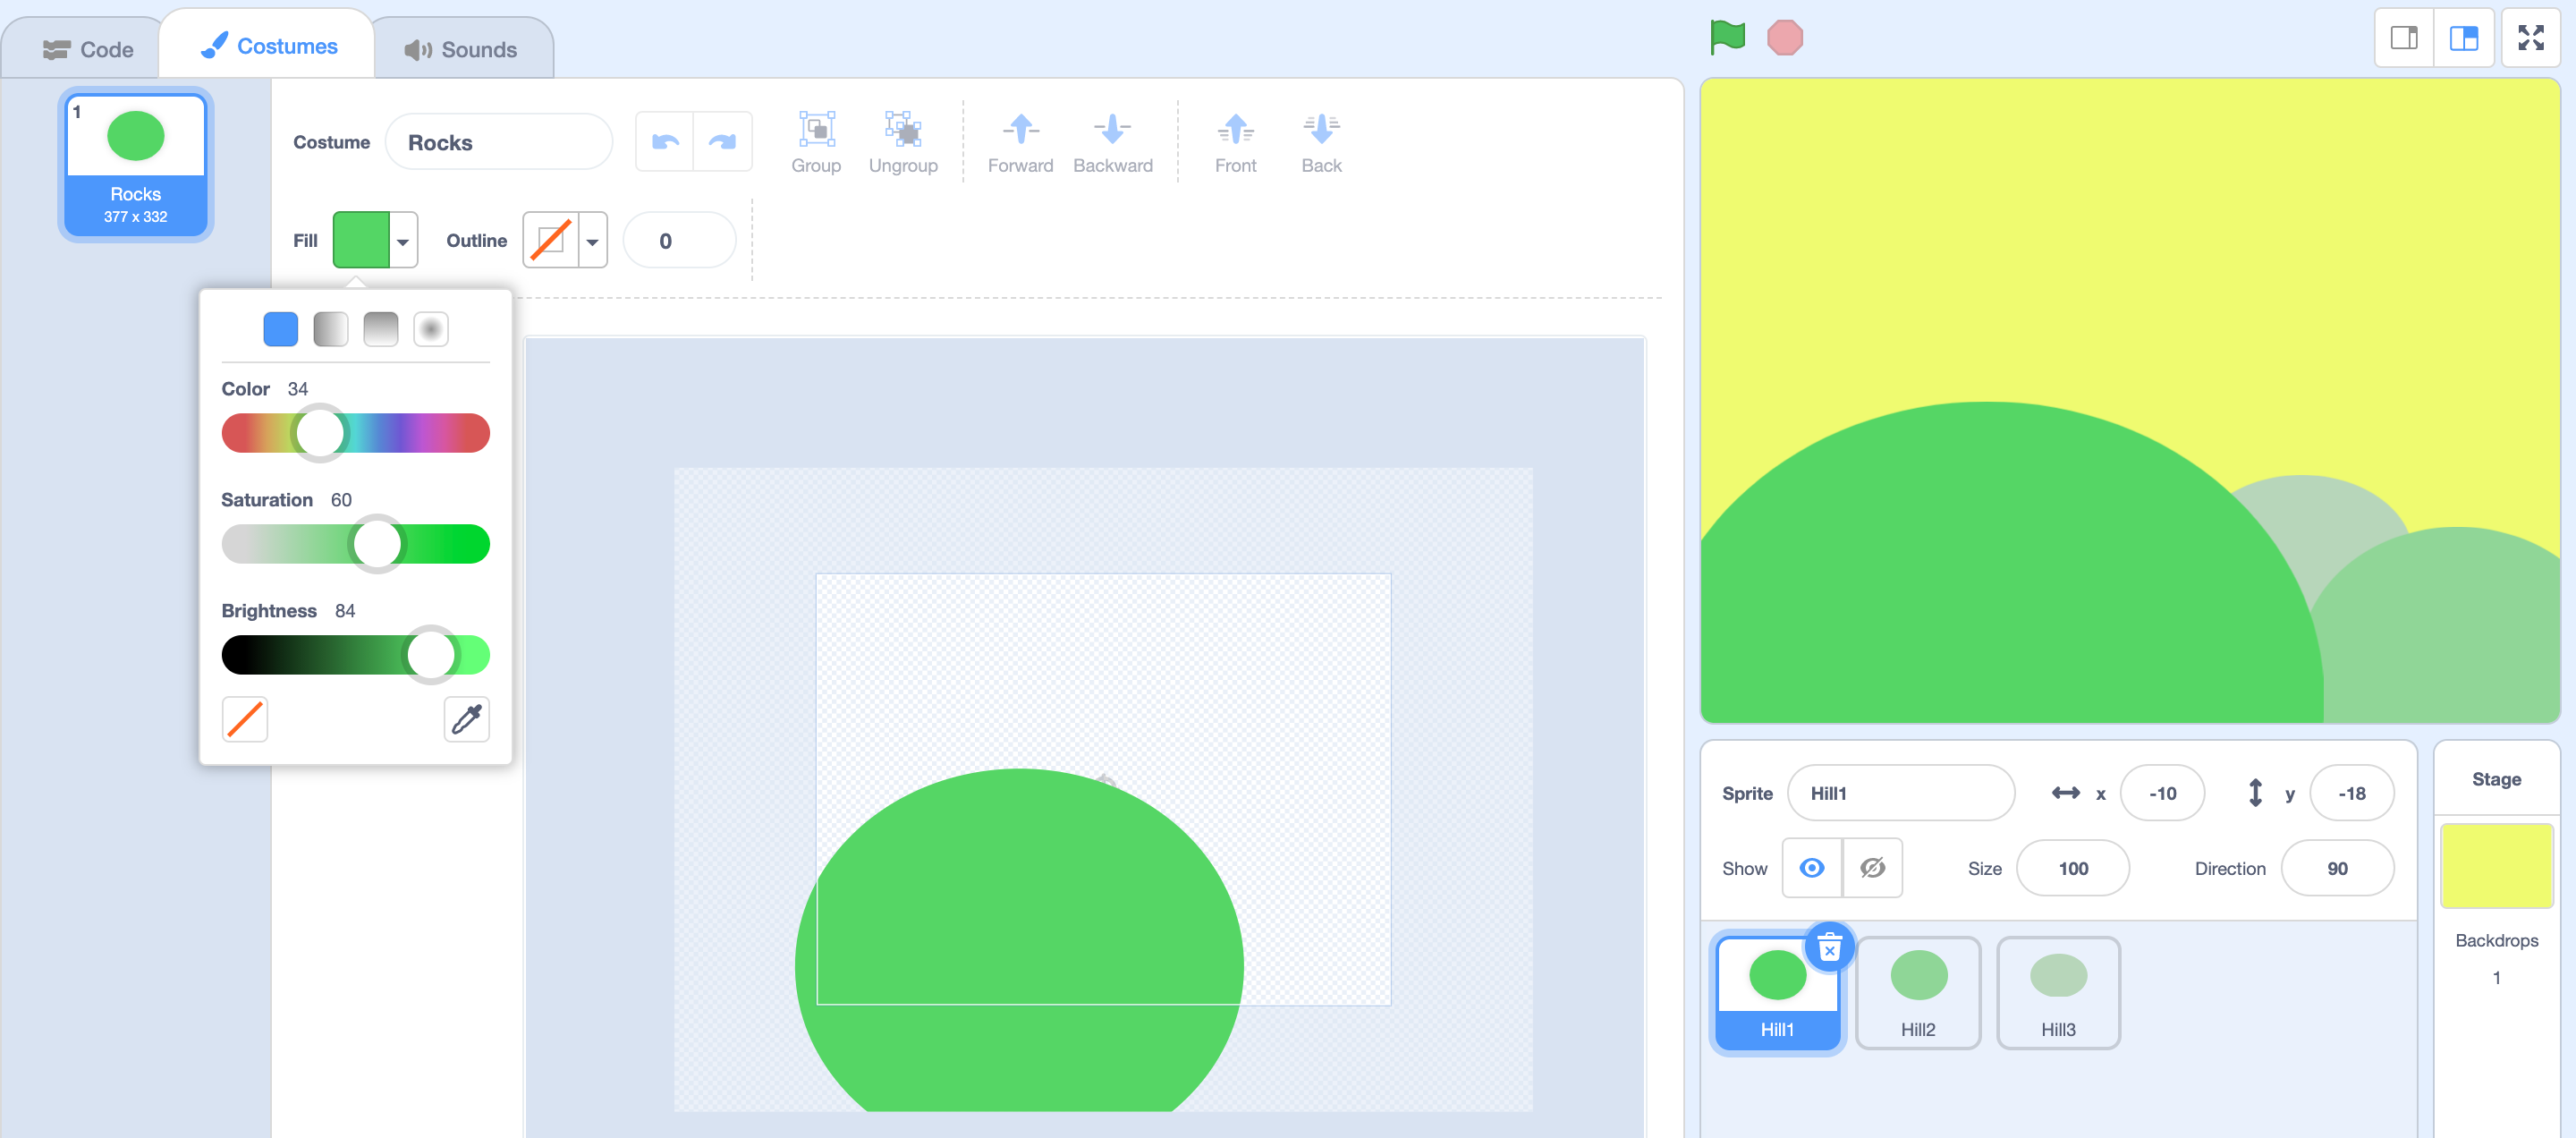 Code
Costumes
Sounds
1
Rocks
377 x 332
Costume
Rocks
Group
Ungroup
Forward
Backward
Front
Back
Fill
Outline
0
Color 34
Saturation 60
Brightness 84
Sprite
Hill1
x
-10
y
-18
Show
Size
100
Direction
90
Hill1
Hill2
Hill3
Stage
Backdrops
1